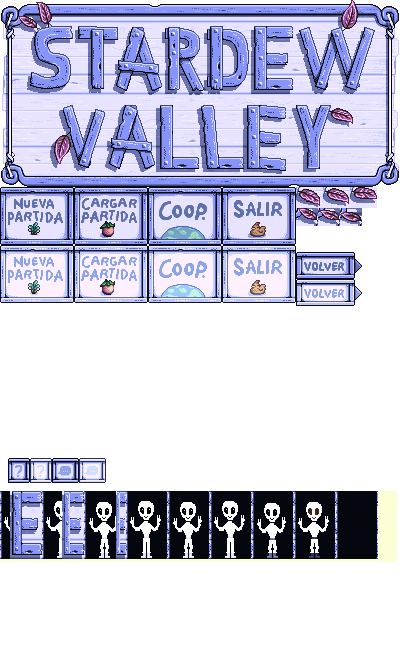 STARDEW
VALLEY
NUEVA PARTIDA
CARGAR PARTIDA
COOP.
SALIR
NUEVA PARTIDA
CARGAR PARTIDA
COOP.
SALIR
VOLVER
VOLVER
? ?
E E